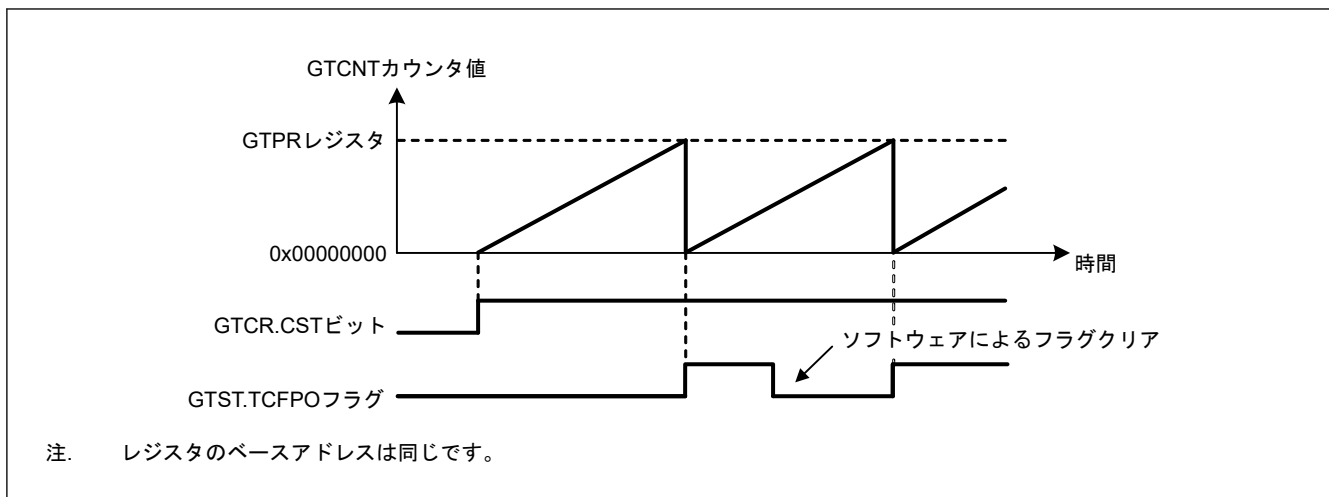 GTCNTカウンタ値
GTPRレジスタ
0x00000000
時間
GTCR.CSTビット
ソフトウェアによるフラグクリア
GTST.TCFPOフラグ
注. レジスタのベースアドレスは同じです。